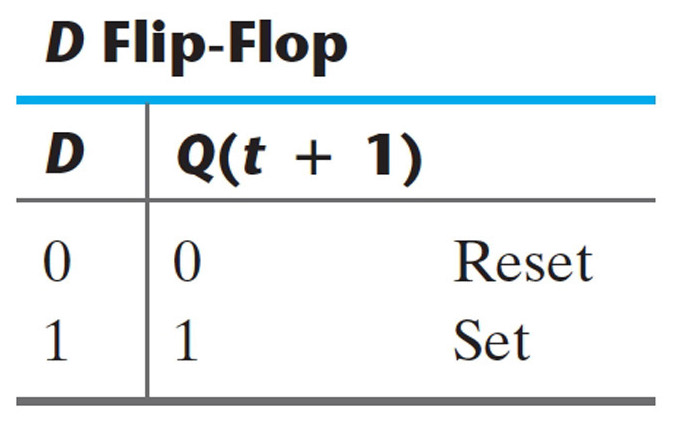 D Flip-Flop
D Q(t + 1)
0 0 Reset
1 1 Set